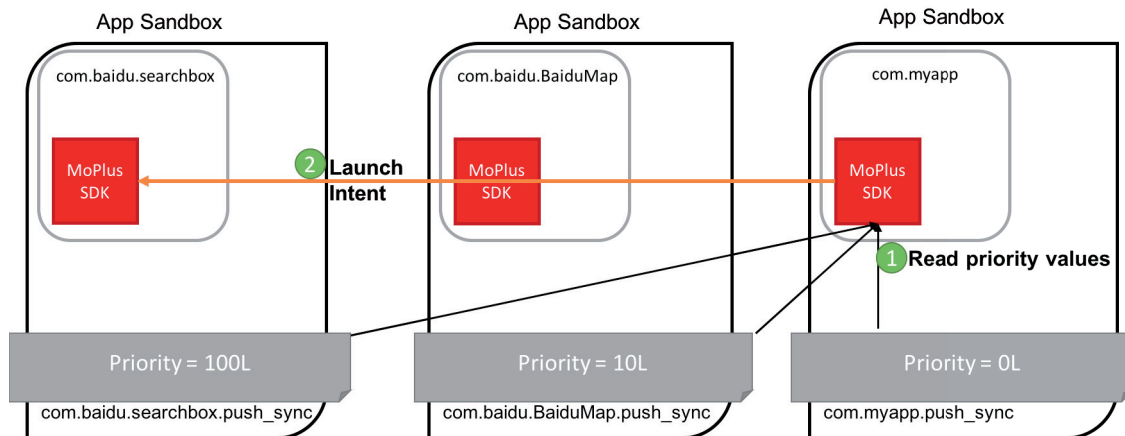 App Sandbox
App Sandbox
App Sandbox
com.baidu.searchbox
com.baidu.BaiduMap
com.myapp
MoPlus
SDK
2
Launch
Intent
MoPlus
SDK
MoPlus
SDK
1
Read priority values
Priority = 100L
Priority = 10L
Priority = 0L
com.baidu.searchbox.push_sync
com.baidu.BaiduMap.push_sync
com.myapp.push_sync